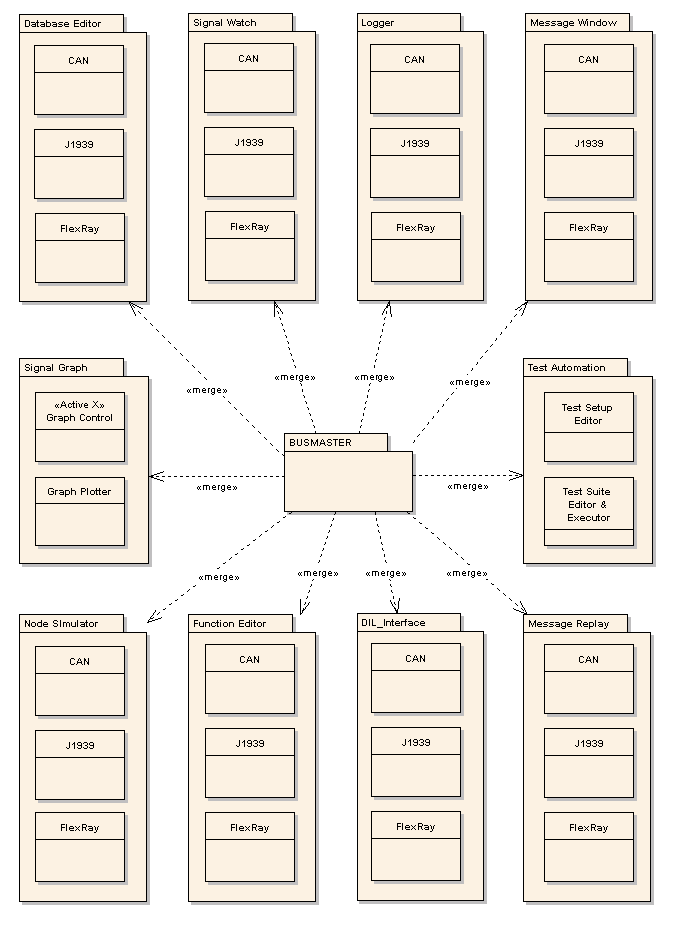 Database Editor
CAN
J1939
FlexRay
Signal Watch
CAN
J1939
FlexRay
Logger
CAN
J1939
FlexRay
Message Window
CAN
J1939
FlexRay
«merge»
«merge»
«merge»
«merge»
Signal Graph
«Active X»
Graph Control
Graph Plotter
«merge»
BUSMASTER
«merge»
Test Automation
Test Setup
Editor
Test Suite
Editor &
Executor
«merge»
«merge»
«merge»
«merge»
Node SImulator
CAN
J1939
FlexRay
Function Editor
CAN
J1939
FlexRay
DIL_Interface
CAN
J1939
FlexRay
Message Replay
CAN
J1939
FlexRay